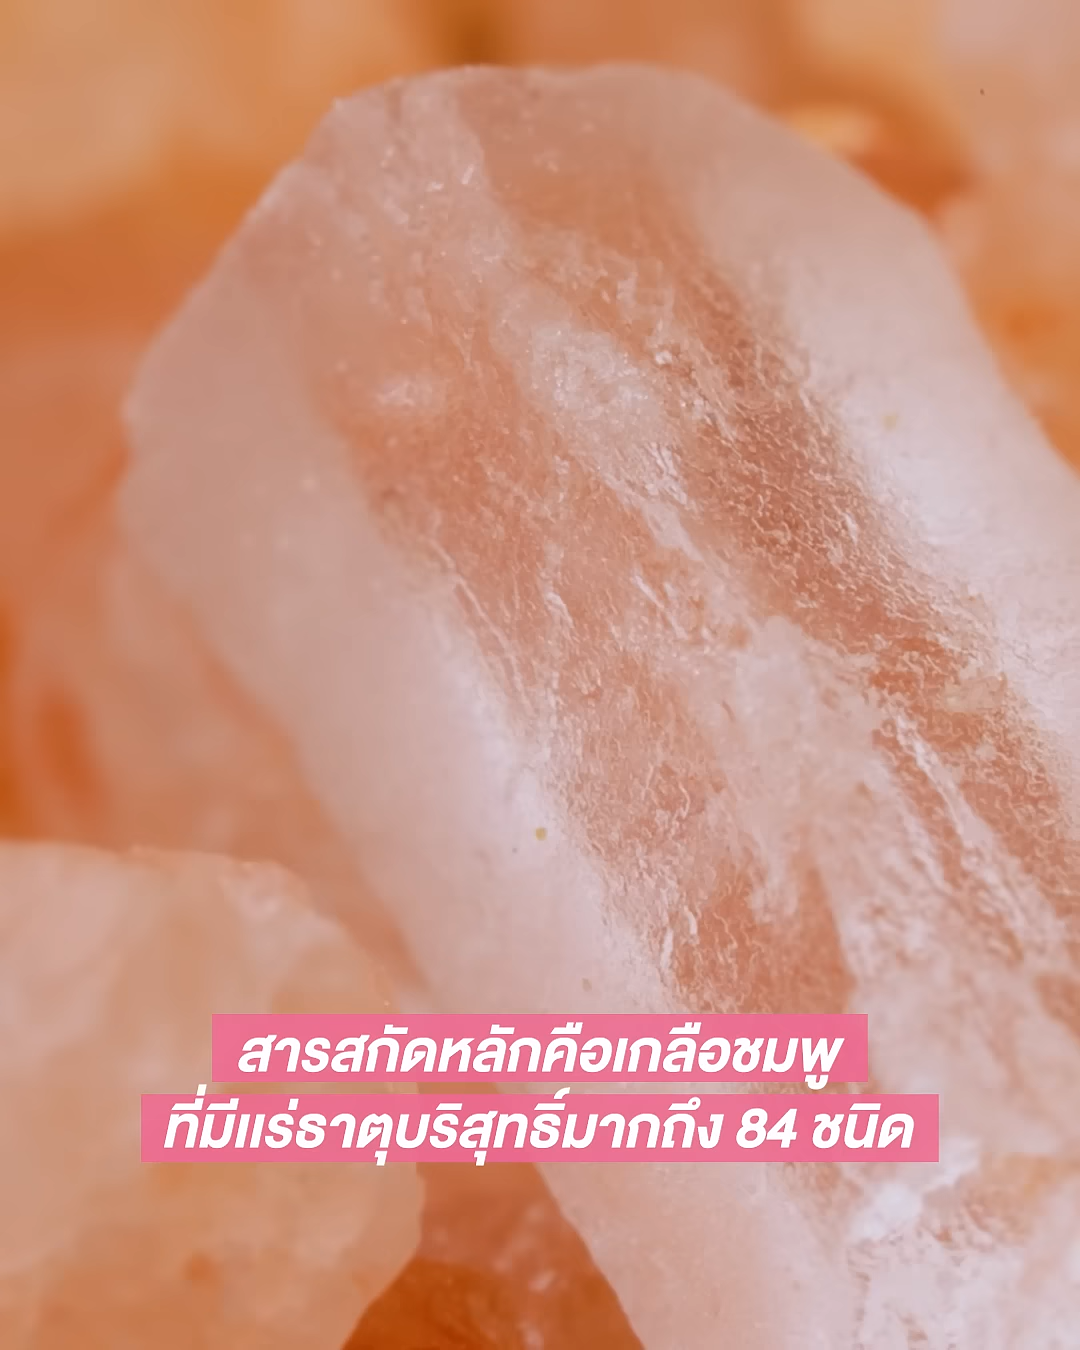 สารสกัดหลักคือเกลือชมพู
ที่มีแร่ธาตุบริสุทธิ์มากถึง 84 ชนิด